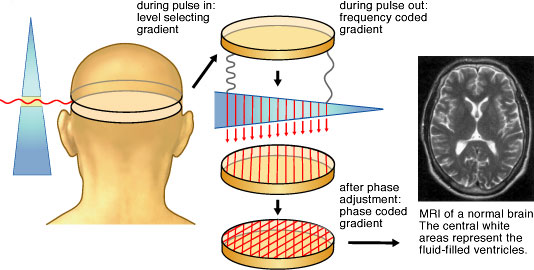 during pulse in:
level selecting
gradient
during pulse out:
frequency coded
gradient
after phase
adjustment:
phase coded
gradient
MRI of a normal brain
The central white
areas represent the
fluid-filled ventricles.